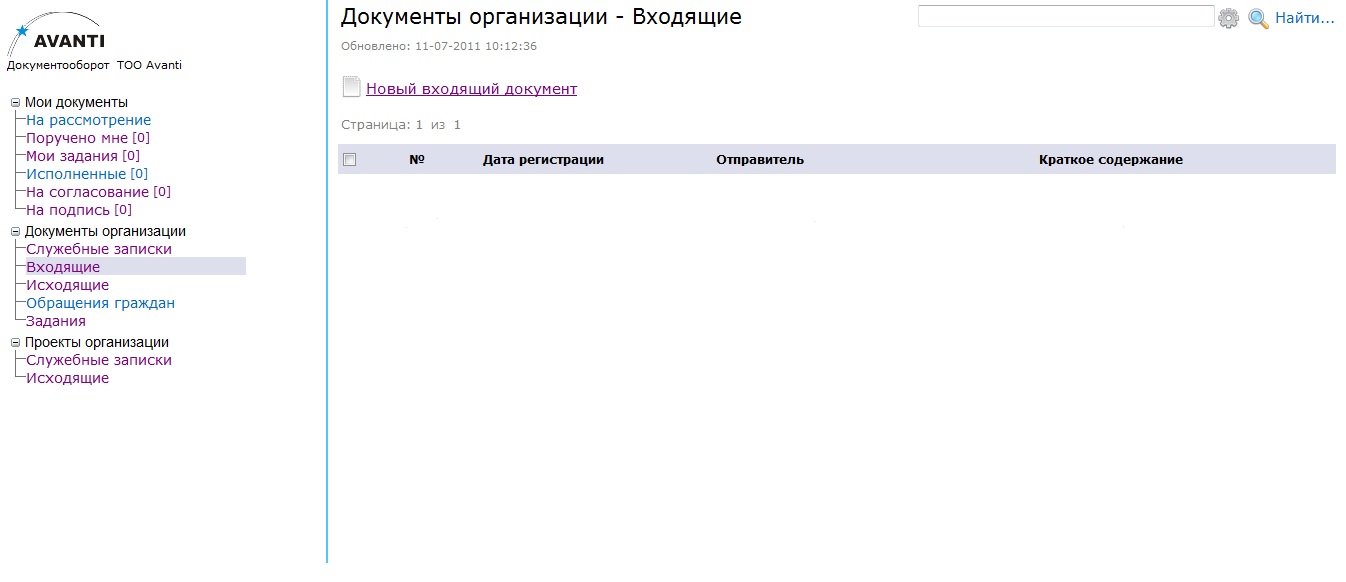 AVANTI
Документооборот ТОО Avanti
Мои документы
На рассмотрение
Поручено мне [0]
Мои задания [0]
Исполненные [0]
На согласование [0]
На подпись [0]
Документы организации
Служебные записки
Входящие
Исходящие
Обращения граждан
Задания
Проекты организации
Служебные записки
Исходящие
Документы организации - Входящие
Найти...
Обновлено: 11-07-2011 10:12:36
Новый входящий документ
Страница: 1 из 1
№ Дата регистрации Отправитель Краткое содержание